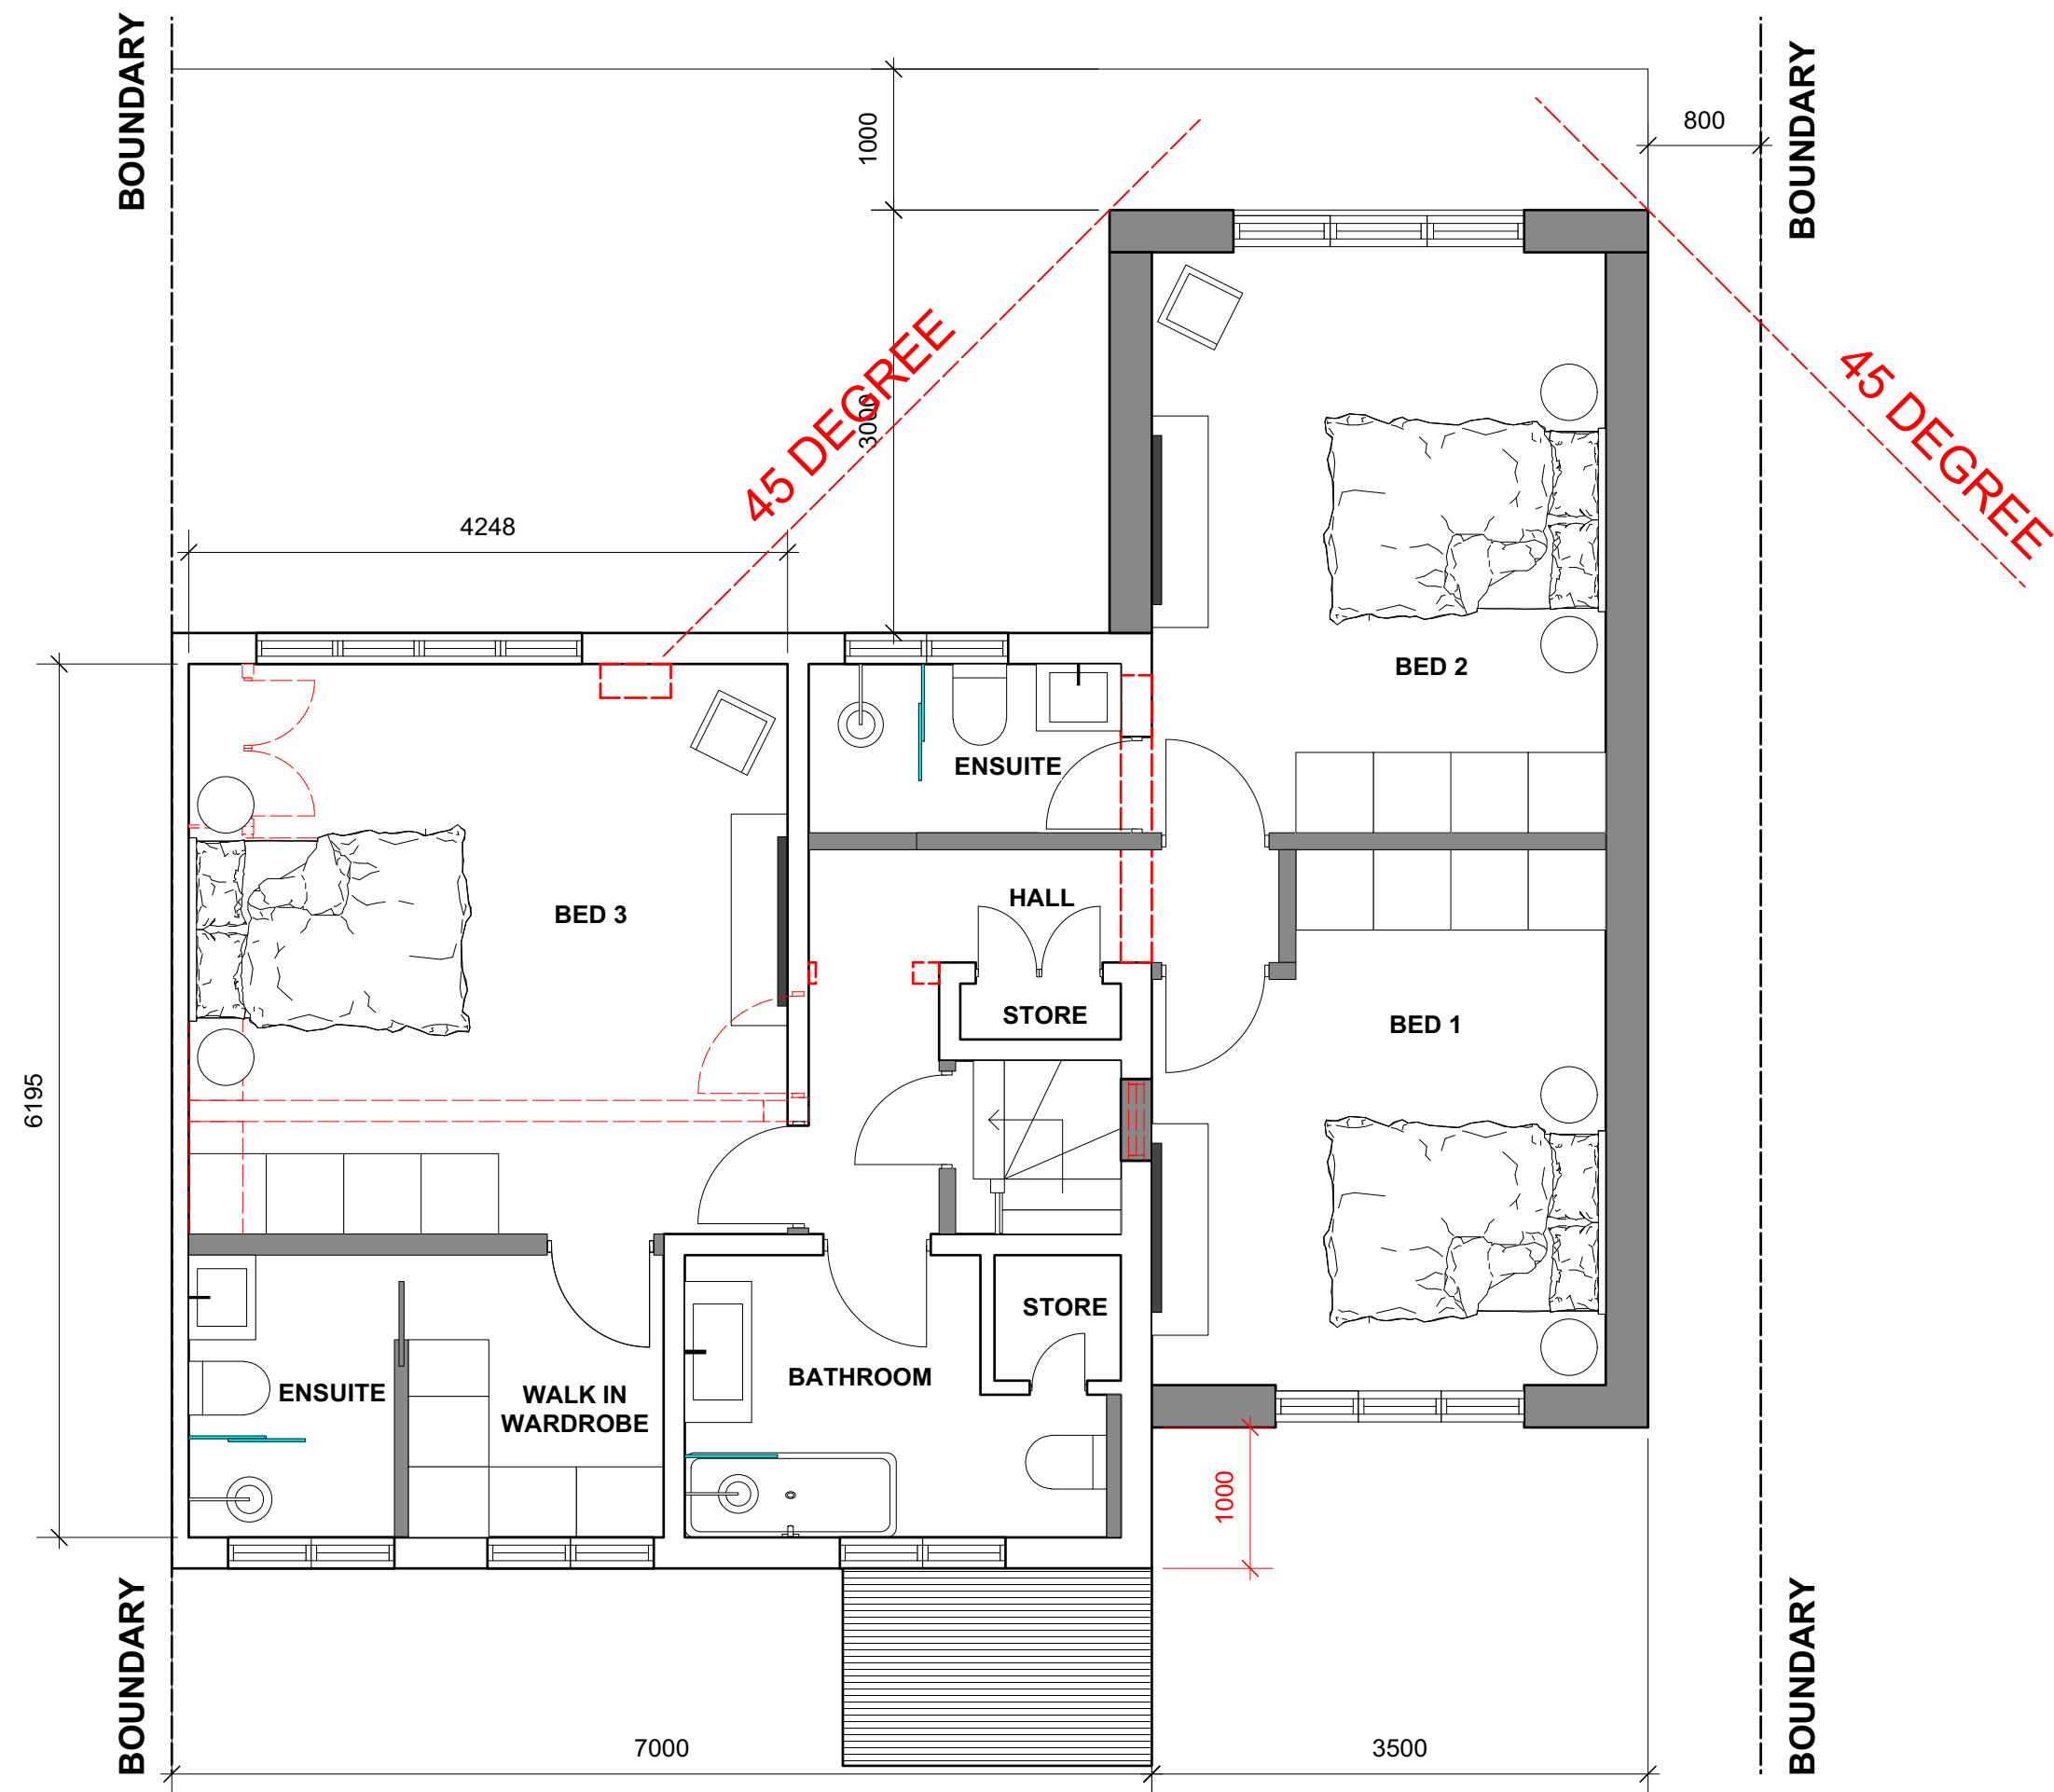 BOUNDARY
BOUNDARY
1000
800
45 DEGREE
3000
45 DEGREE
4248
BED 2
ENSUITE
HALL
BED 3
STORE
BED 1
6195
STORE
BATHROOM
ENSUITE
WALK IN
WARDROBE
1000
BOUNDARY
BOUNDARY
7000
3500